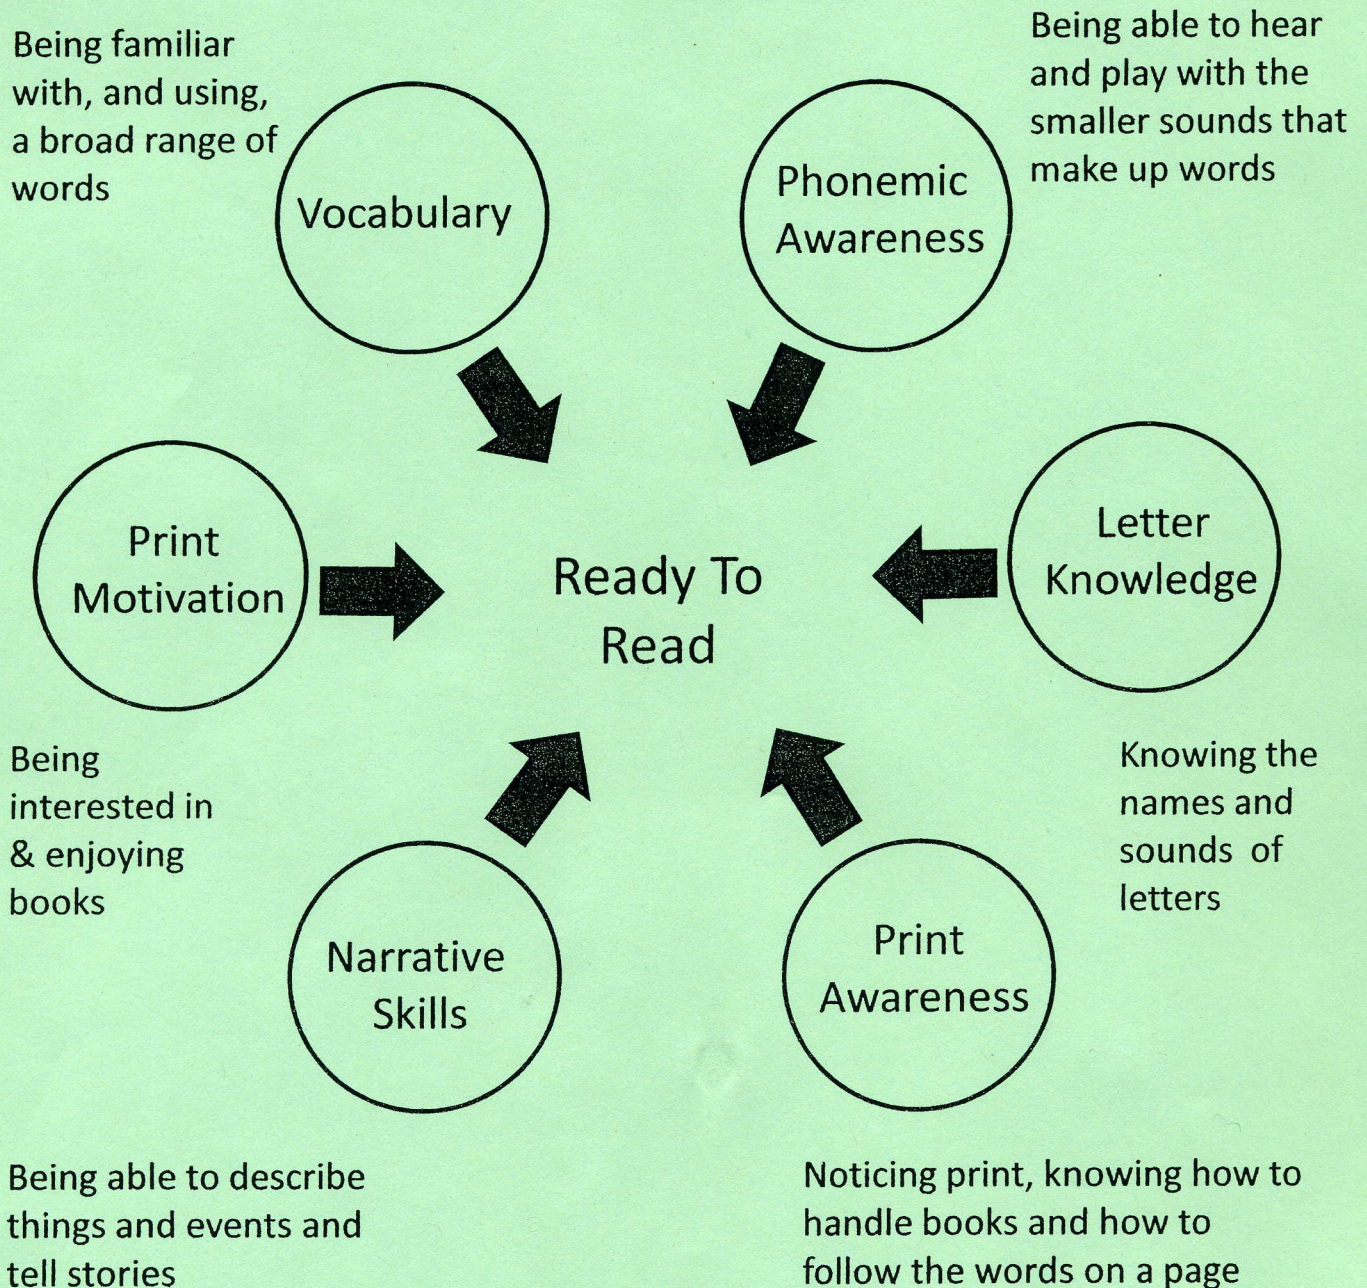 Being familiar
with, and using,
a broad range of
words
Vocabulary
Being able to hear
and play with the
smaller sounds that
make up words
Phonemic
Awareness
Print
Motivation
Being
interested in
& enjoying
books
Ready To
Read
Letter
Knowledge
Knowing the
names and
sounds of
letters
Narrative
Skills
Being able to describe
things and events and
tell stories
Print
Awareness
Noticing print, knowing how to
handle books and how to
follow the words on a page